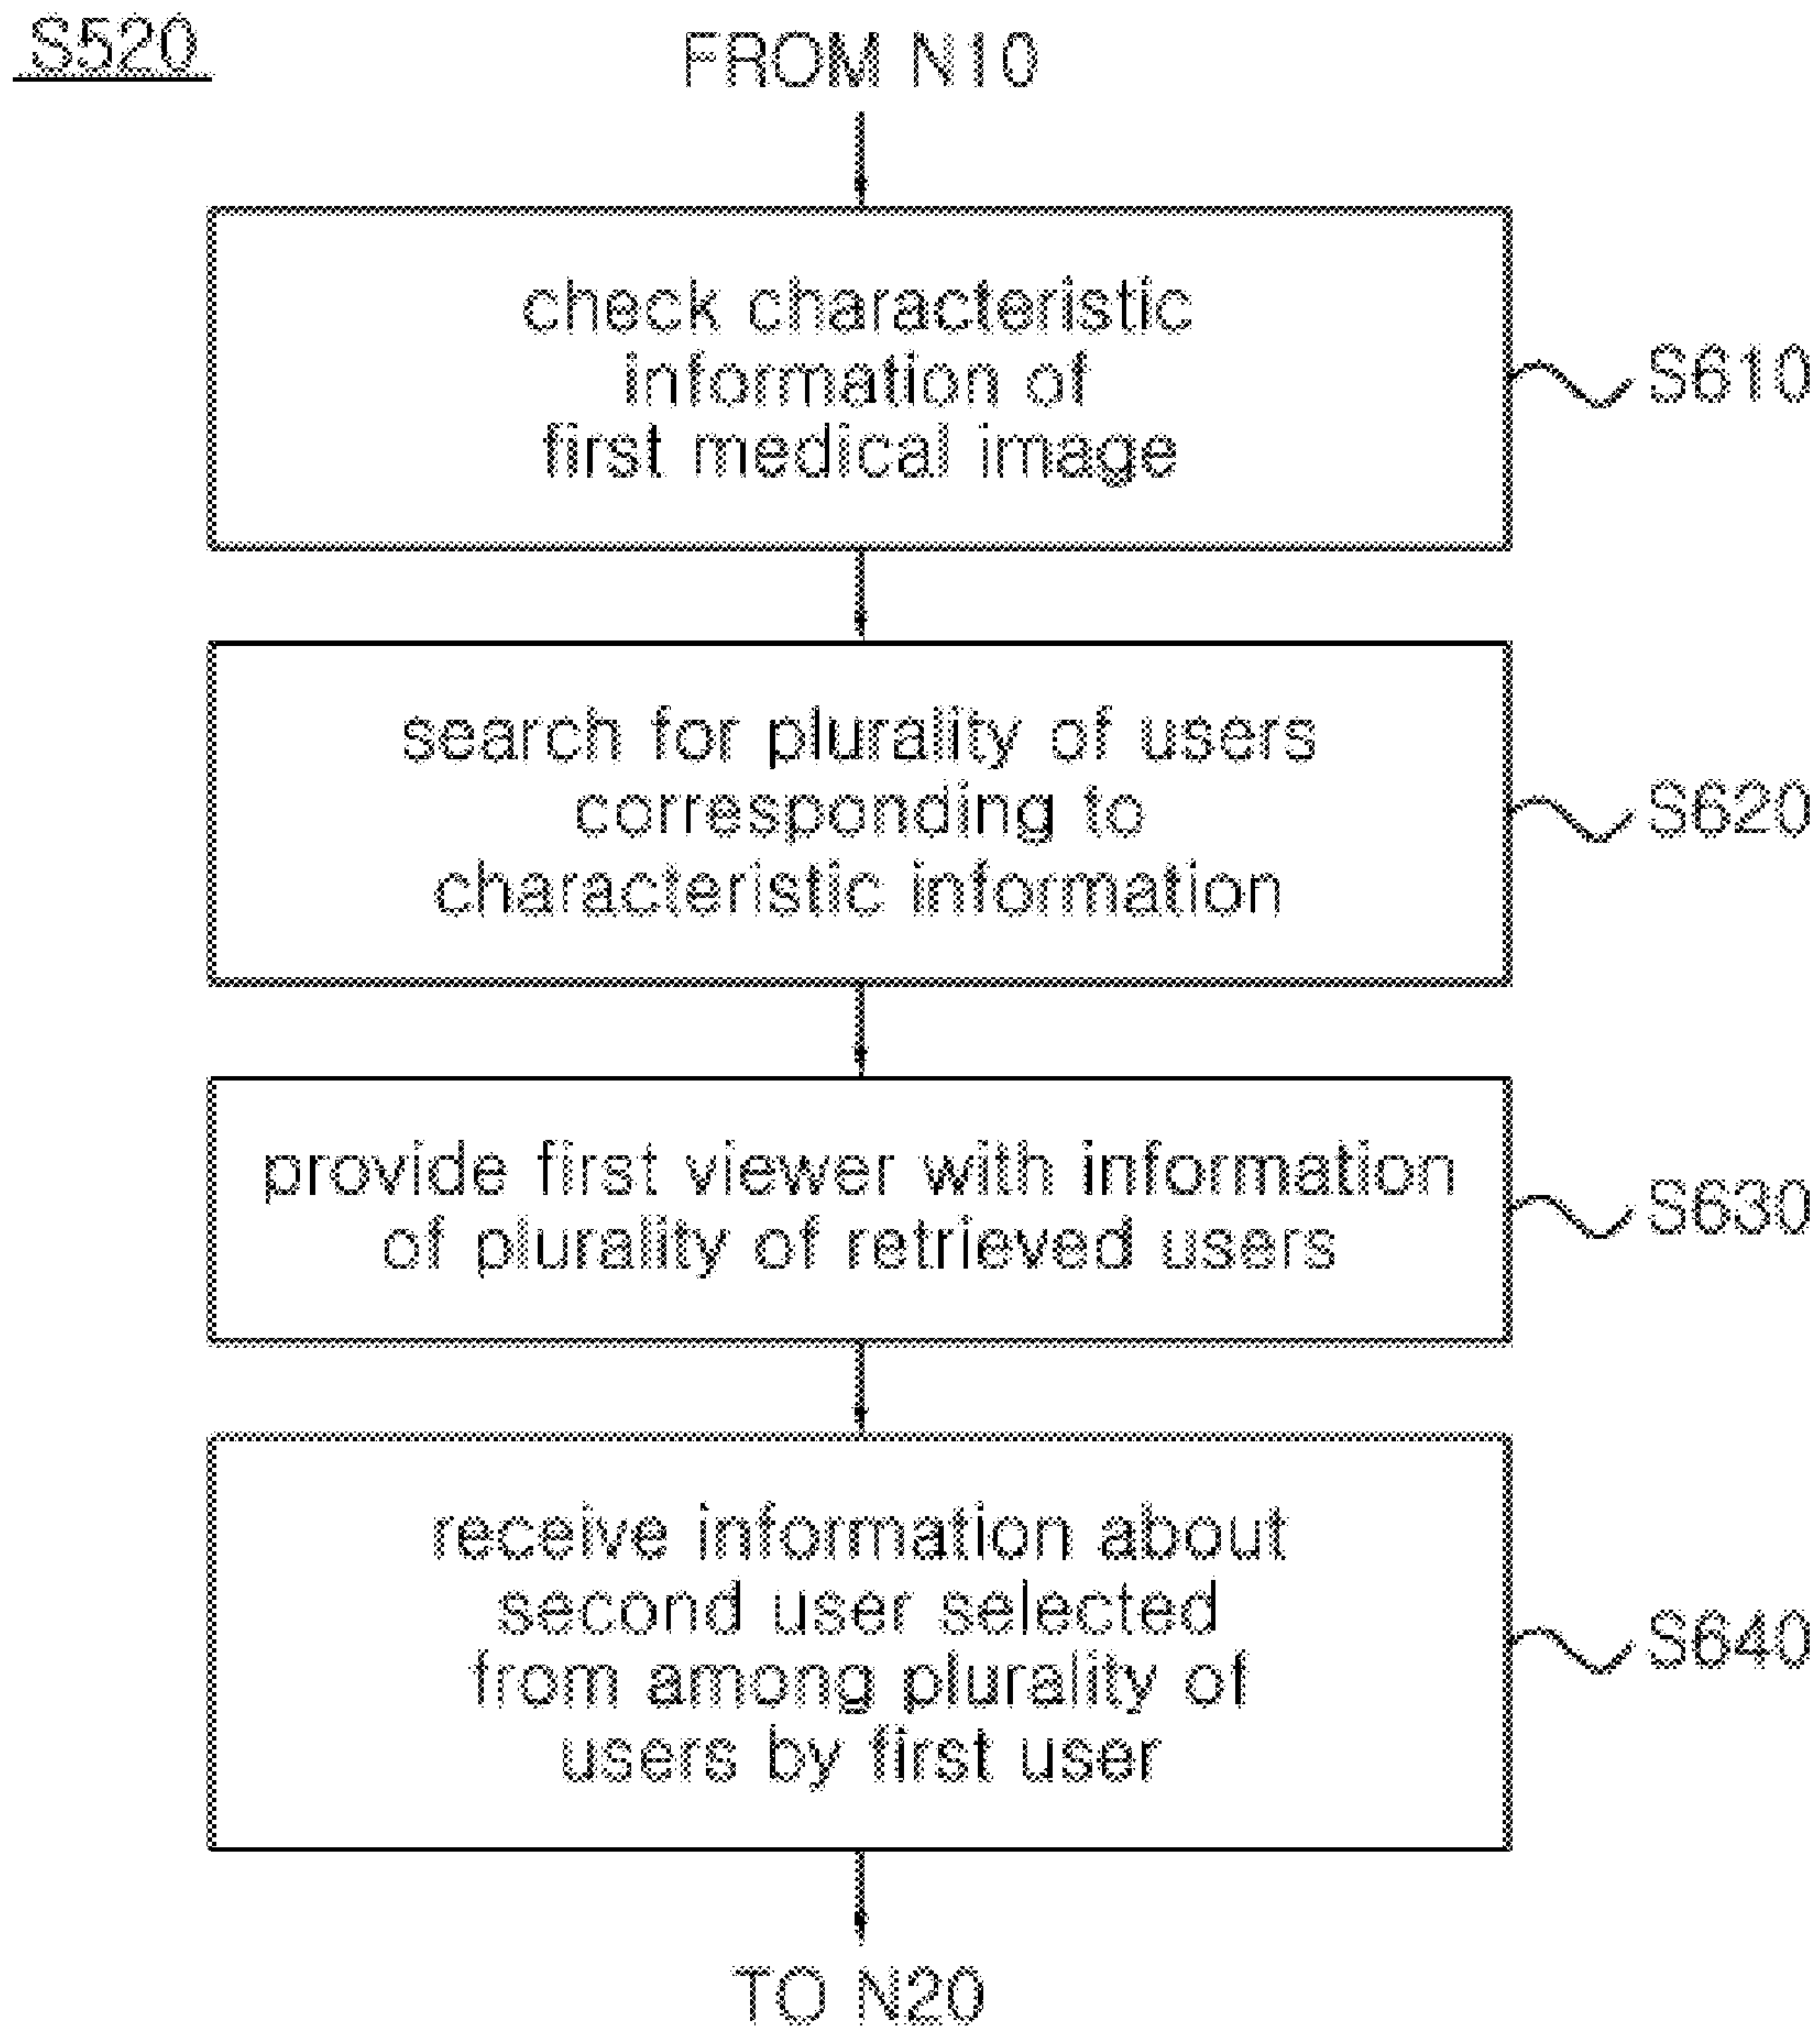 S520
FROM N10
check characteristic
information of
first medical image
S610
search for plurality of users
corresponding to
characteristic information
S620
provide first viewer with information
of plurality of retrieved users
S630
receive information about
second user selected
from among plurality of
users by first user
S640
TO N20